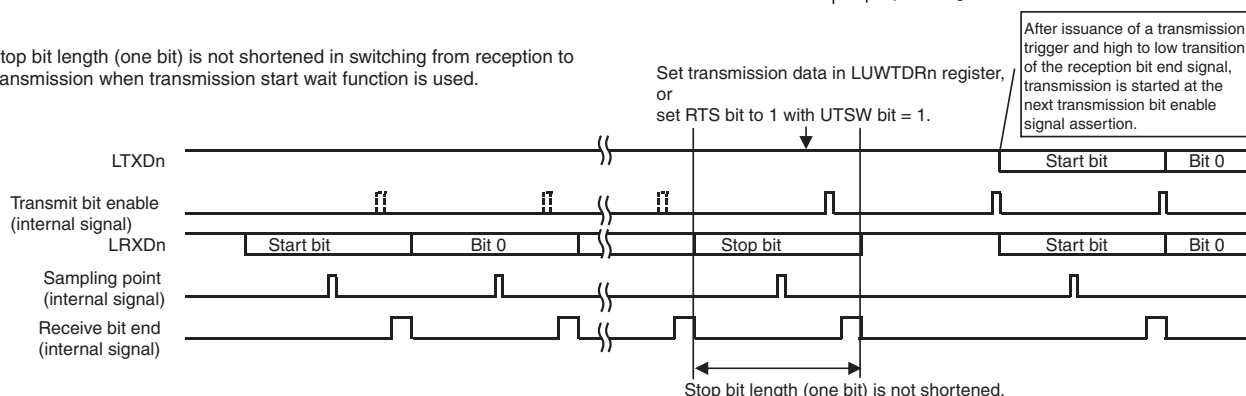 After issuance of a transmission
trigger and high to low transition
of the reception bit end signal,
transmission is started at the
next transmission bit enable
signal assertion.
top bit length (one bit) is not shortened in switching from reception to
ansmission when transmission start wait function is used.
Set transmission data in LUWTDRn register,
or
set RTS bit to 1 with UTSW bit = 1.
LTXDn
Start bit
Bit 0
Transmit bit enable
(internal signal)
LRXDn
Start bit
Bit 0
Stop bit
Start bit
Bit 0
Sampling point
(internal signal)
Receive bit end
(internal signal)
Stop bit length (one bit) is not shortened.